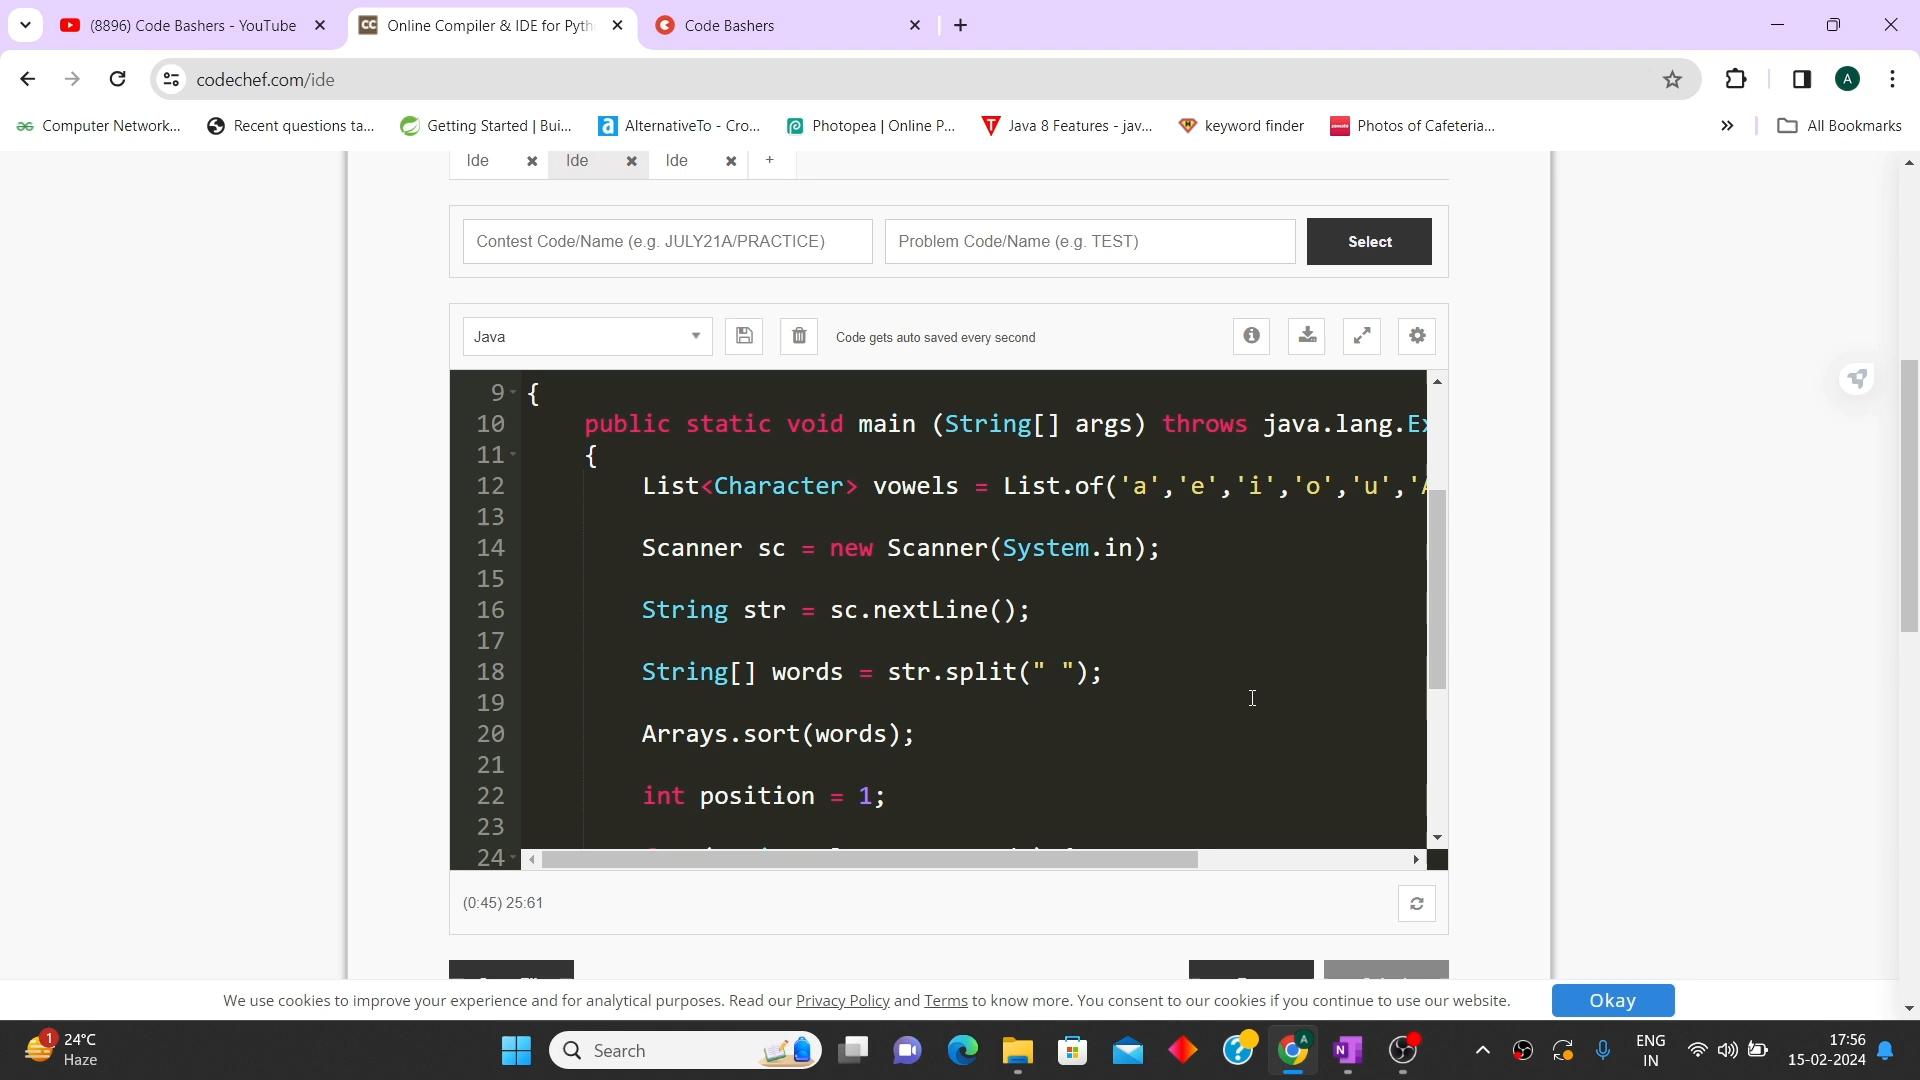 (8896) Code Bashers - YouTube
Online Compiler & IDE for Pyth
Code Bashers
codechef.com/ide
Computer Network...
Recent questions ta...
Getting Started | Bui...
AlternativeTo - Cro...
Photopea | Online P...
Java 8 Features - jav...
keyword finder
Photos of Cafeteria...
All Bookmarks
Ide
Ide
Ide
+
Contest Code/Name (e.g. JULY21A/PRACTICE)
Problem Code/Name (e.g. TEST)
Select
Java
Code gets auto saved every second
9 {
10 public static void main (String[] args) throws java.lang.Ex
11 {
12 List<Character> vowels = List.of('a','e','i','o','u','A
13
14 Scanner sc = new Scanner(System.in);
15
16 String str = sc.nextLine();
17
18 String[] words = str.split(" ");
19
20 Arrays.sort(words);
21
22 int position = 1;
23
24
(0:45) 25:61
We use cookies to improve your experience and for analytical purposes. Read our Privacy Policy and Terms to know more. You consent to our cookies if you continue to use our website.
Okay
1
24°C
Haze
Search
A
ENG
IN
17:56
15-02-2024